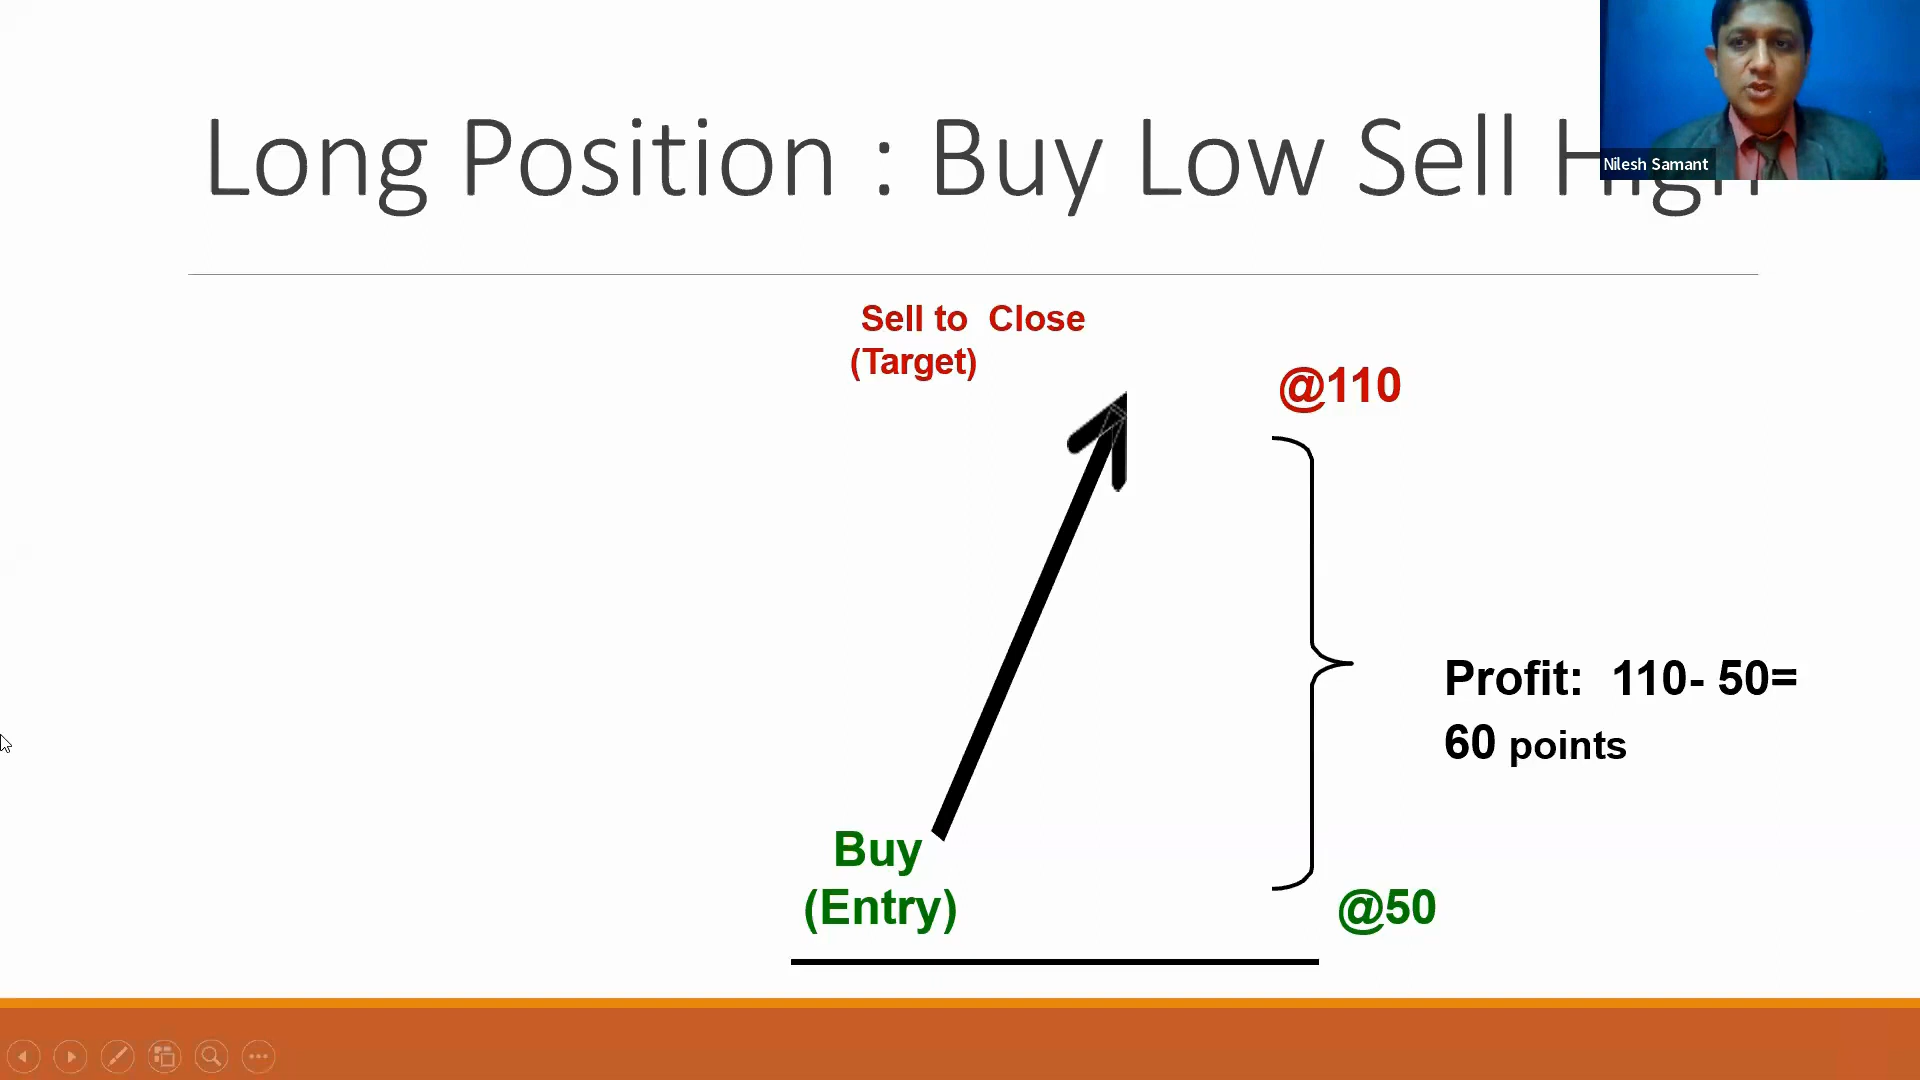 Long Position : Buy Low Sell High
Nilesh Samant
Sell to  Close
(Target)
@110
Profit:  110- 50=
60 points
Buy
(Entry)
@50